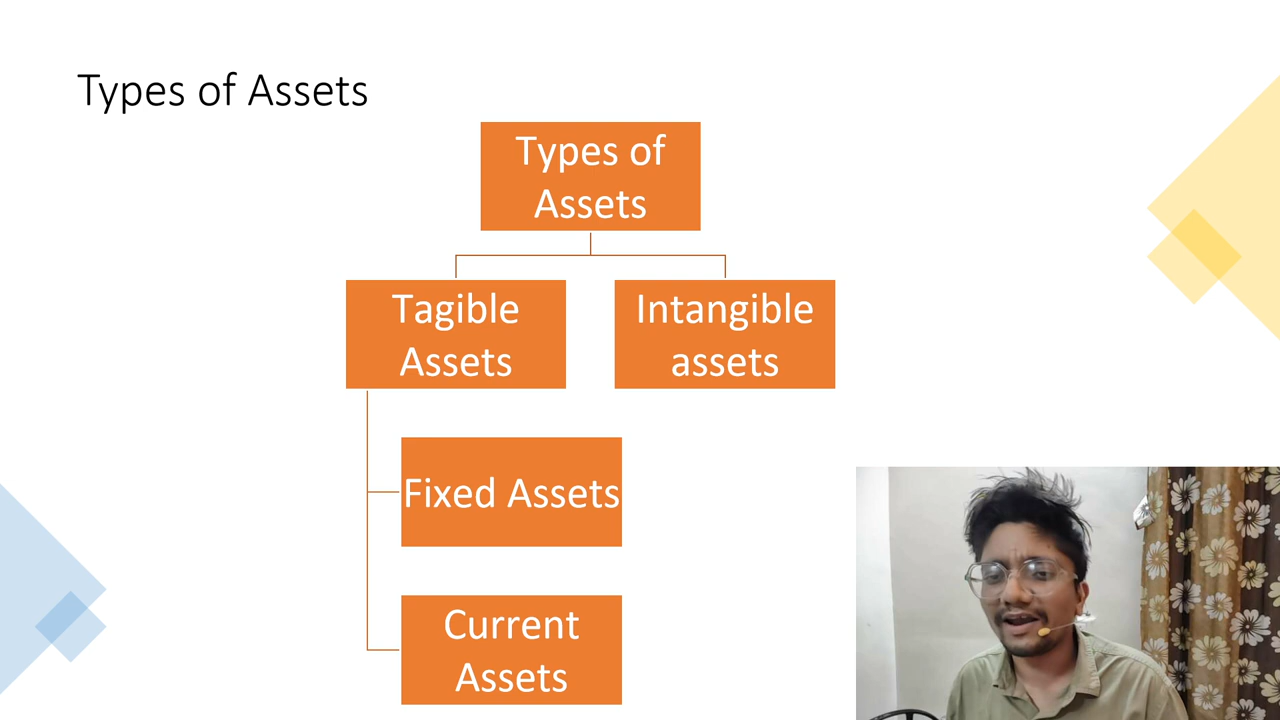 Types of Assets
Types of
Assets
Tagible
Assets
Intangible
assets
Fixed Assets
Current
Assets